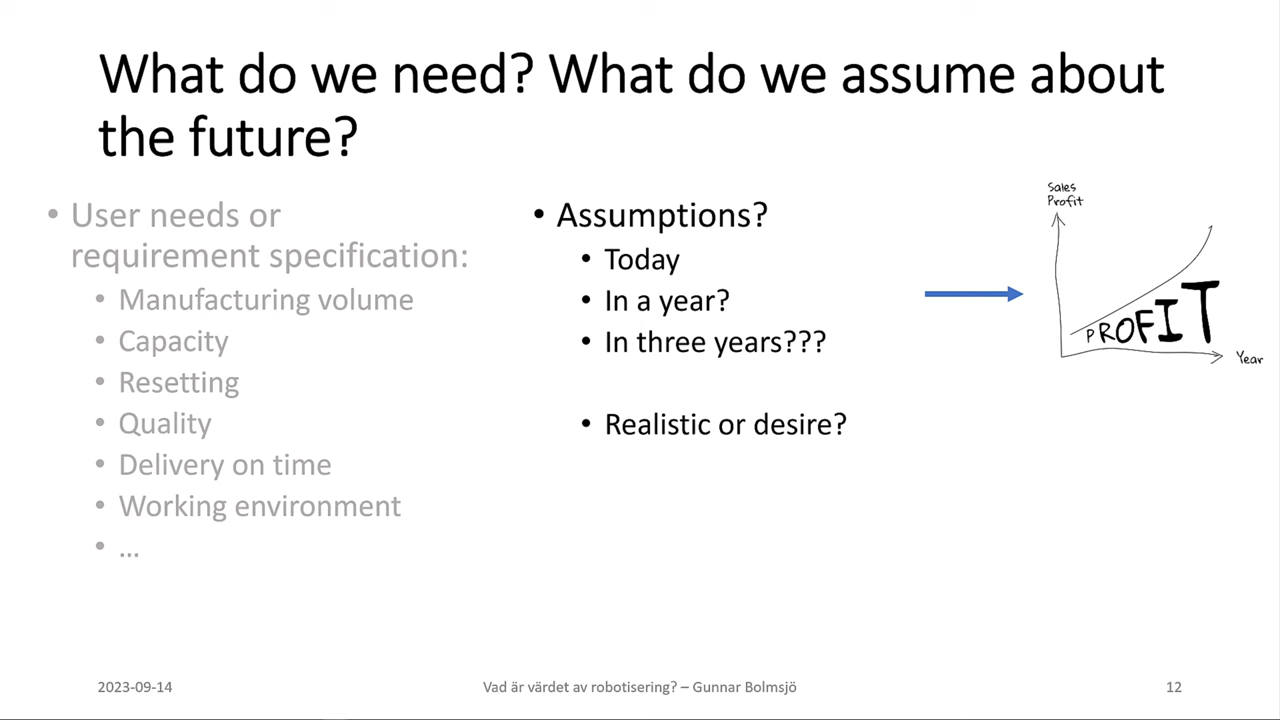 What do we need? What do we assume about
the future?
• User needs or
requirement specification:
• Manufacturing volume
• Capacity
• Resetting
• Quality
• Delivery on time
• Working environment
• ...
• Assumptions?
• Today
• In a year?
• In three years???
• Realistic or desire?
Sales
Profit
PROFIT
Year
2023-09-14
Vad är värdet av robotisering? – Gunnar Bolmsjö
12